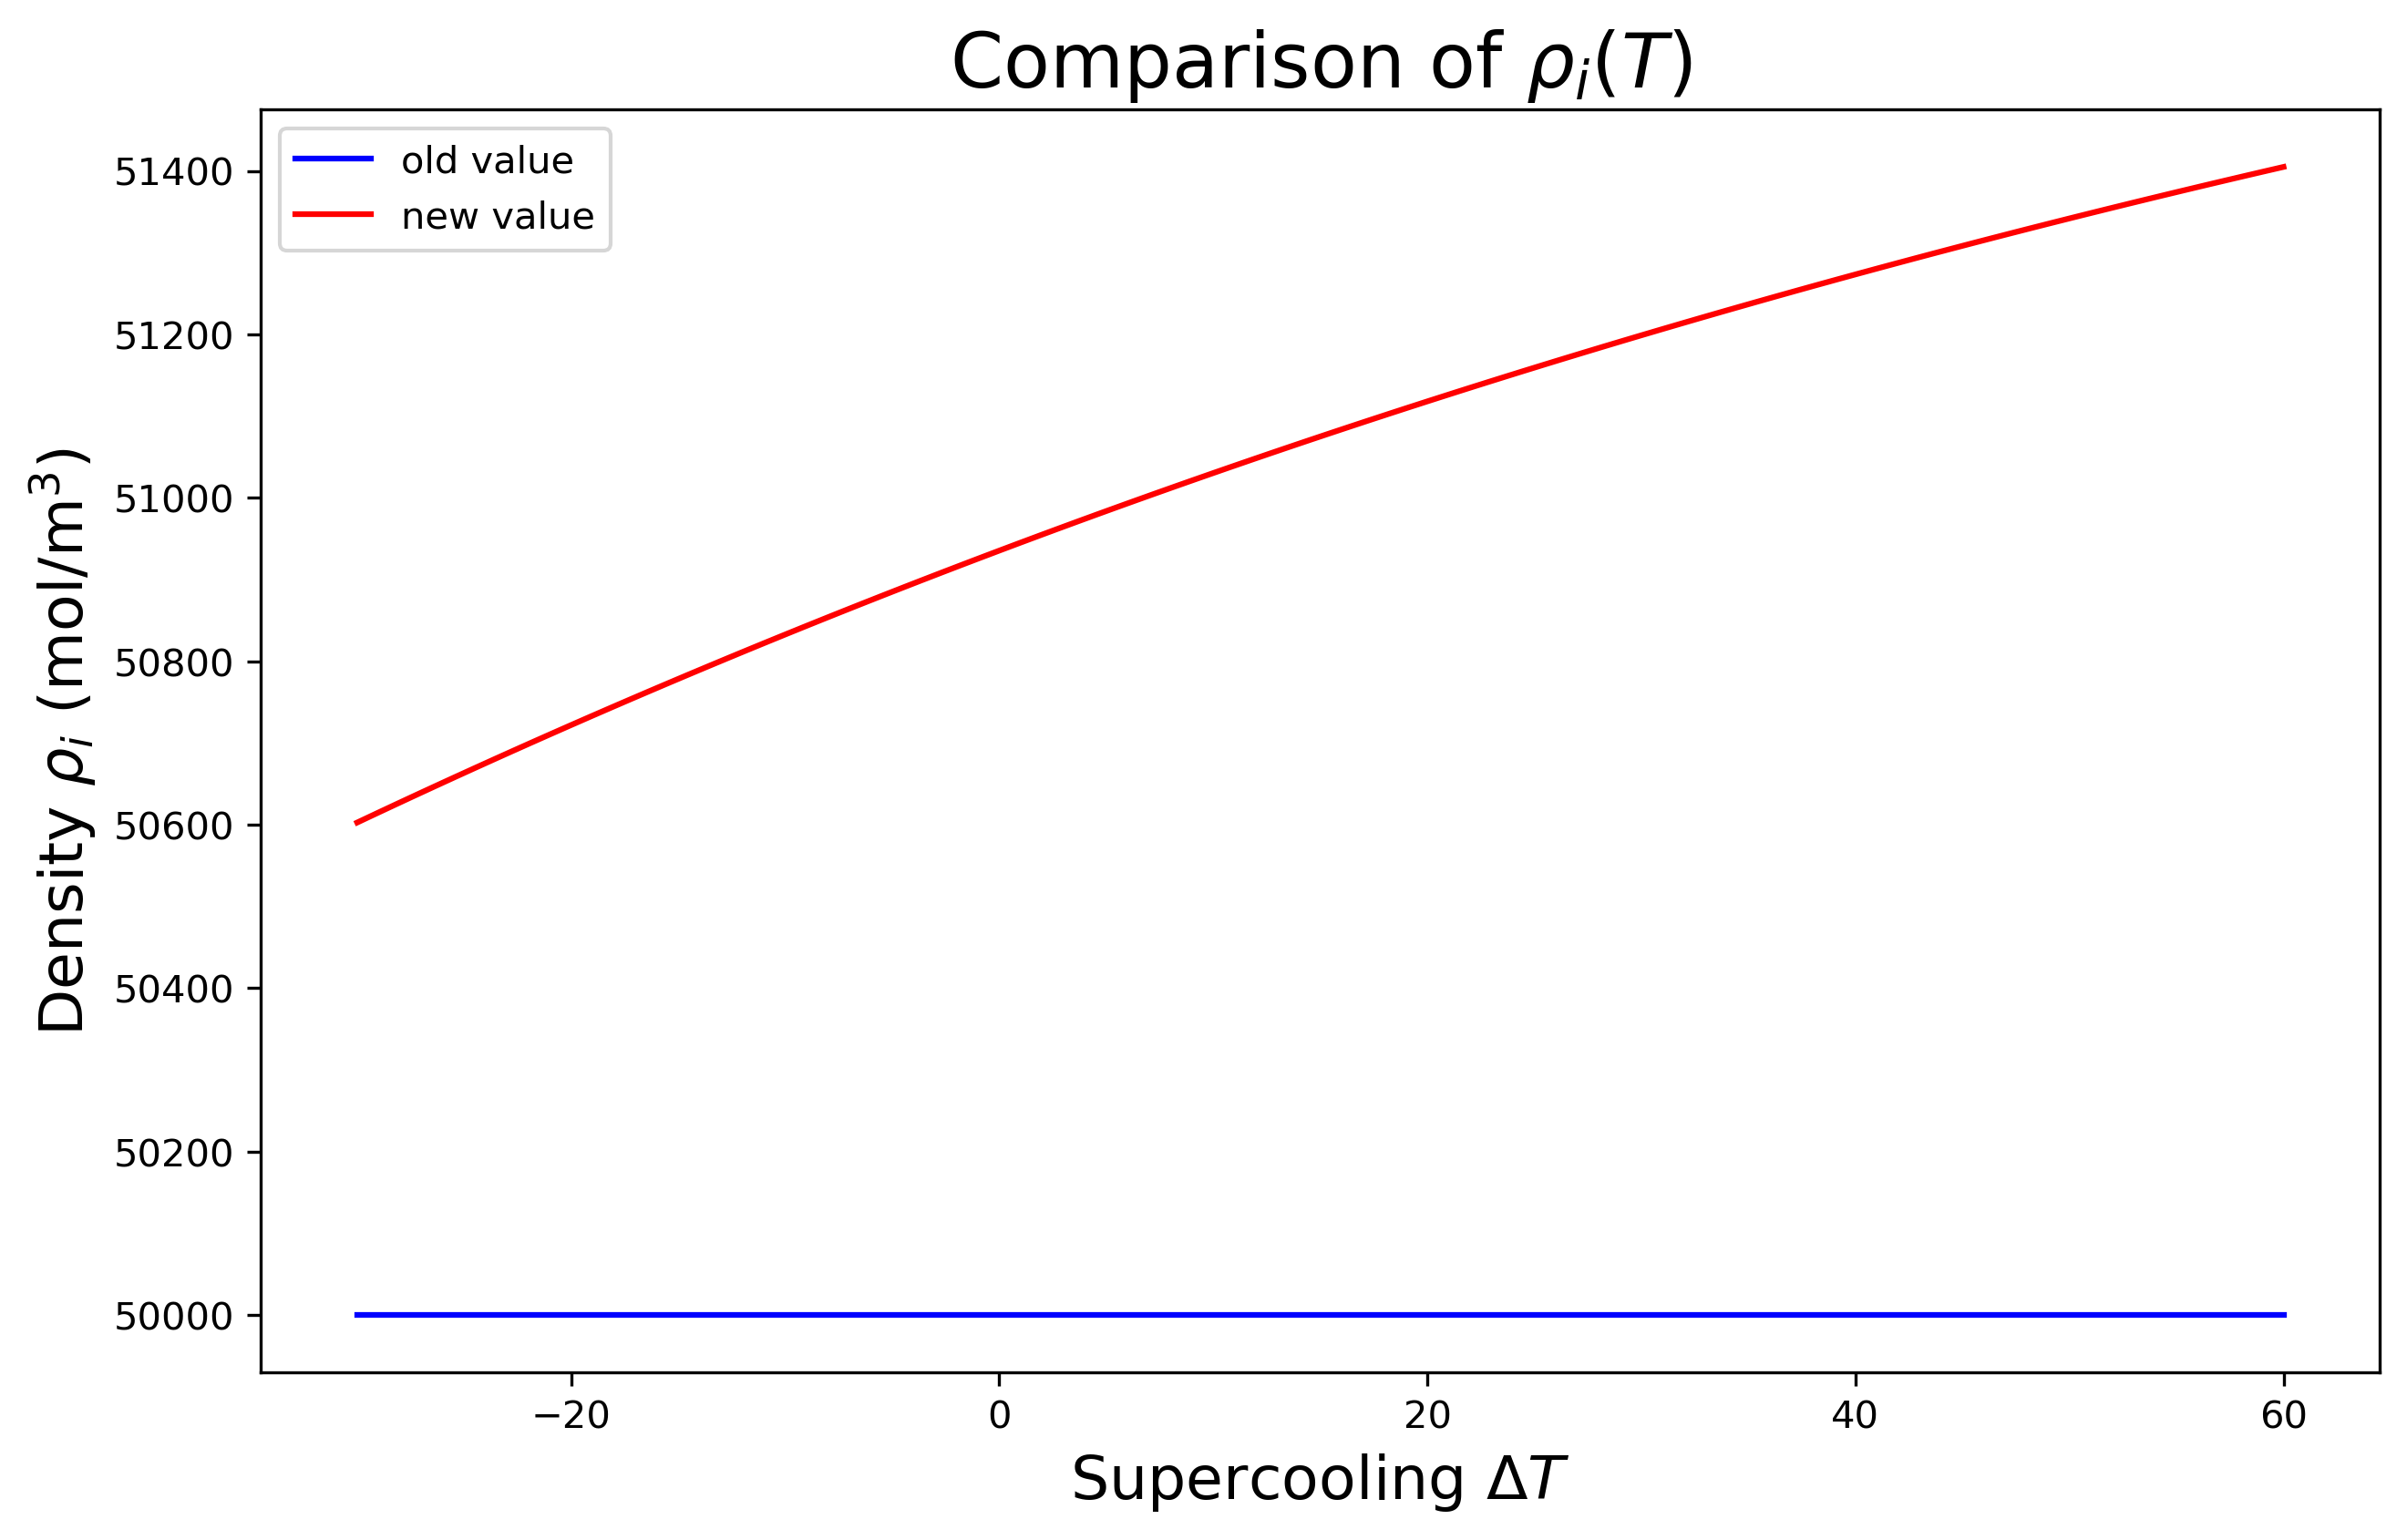 Comparison of ρᵢ(T)
old value
new value
51400
51200
51000
50800
50600
50400
50200
50000
Density ρᵢ (mol/m³)
−20
0
20
40
60
Supercooling ΔT